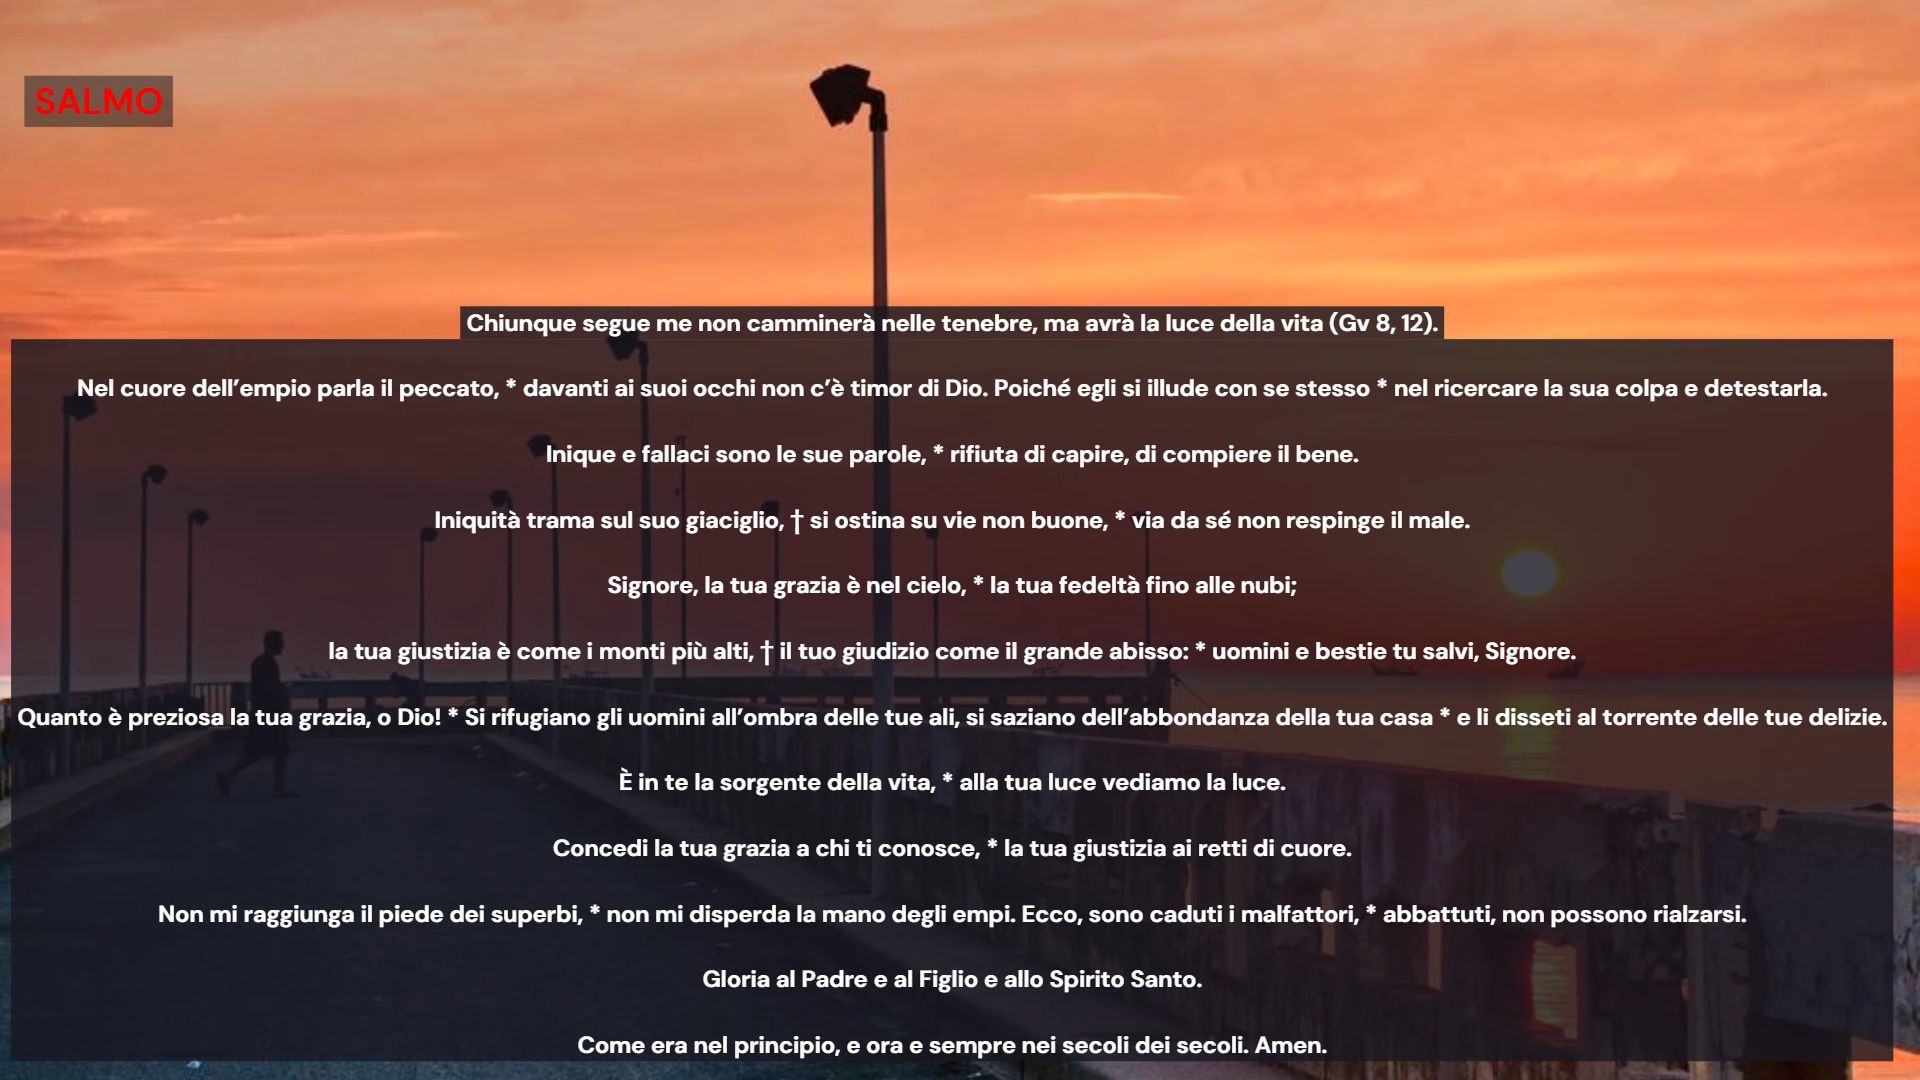 SALMO
Chiunque segue me non camminerà nelle tenebre, ma avrà la luce della vita (Gv 8, 12).
Nel cuore dell’empio parla il peccato, * davanti ai suoi occhi non c’è timor di Dio. Poiché egli si illude con se stesso * nel ricercare la sua colpa e detestarla.
Inique e fallaci sono le sue parole, * rifiuta di capire, di compiere il bene.
Iniquità trama sul suo giaciglio, † si ostina su vie non buone, * via da sé non respinge il male.
Signore, la tua grazia è nel cielo, * la tua fedeltà fino alle nubi;
la tua giustizia è come i monti più alti, † il tuo giudizio come il grande abisso: * uomini e bestie tu salvi, Signore.
Quanto è preziosa la tua grazia, o Dio! * Si rifugiano gli uomini all’ombra delle tue ali, si saziano dell’abbondanza della tua casa * e li disseti al torrente delle tue delizie.
È in te la sorgente della vita, * alla tua luce vediamo la luce.
Concedi la tua grazia a chi ti conosce, * la tua giustizia ai retti di cuore.
Non mi raggiunga il piede dei superbi, * non mi disperda la mano degli empi. Ecco, sono caduti i malfattori, * abbattuti, non possono rialzarsi.
Gloria al Padre e al Figlio e allo Spirito Santo.
Come era nel principio, e ora e sempre nei secoli dei secoli. Amen.